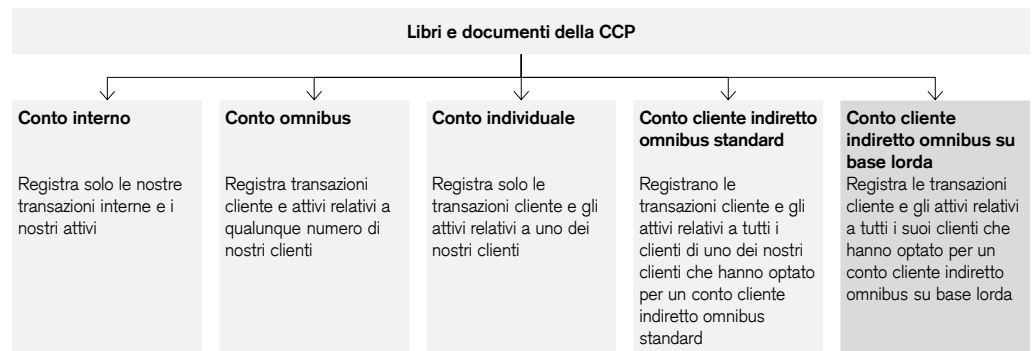 Libri e documenti della CCP
Conto interno
Registra solo le nostre
transazioni interne e i
nostri attivi
Conto omnibus
Registra transazioni
cliente e attivi relativi a
qualunque numero di
nostri clienti
Conto individuale
Registra solo le
transazioni cliente e gli
attivi relativi a uno dei
nostri clienti
Conto cliente indiretto
omnibus standard
Registrano le
transazioni cliente e gli
attivi relativi a tutti i
clienti di uno dei nostri
clienti che hanno optato
per un conto cliente
indiretto omnibus
standard
Conto cliente
indiretto omnibus su
base lorda
Registra le transazioni
cliente e gli attivi relativi
a tutti i suoi clienti che
hanno optato per un
conto cliente indiretto
omnibus su base lorda